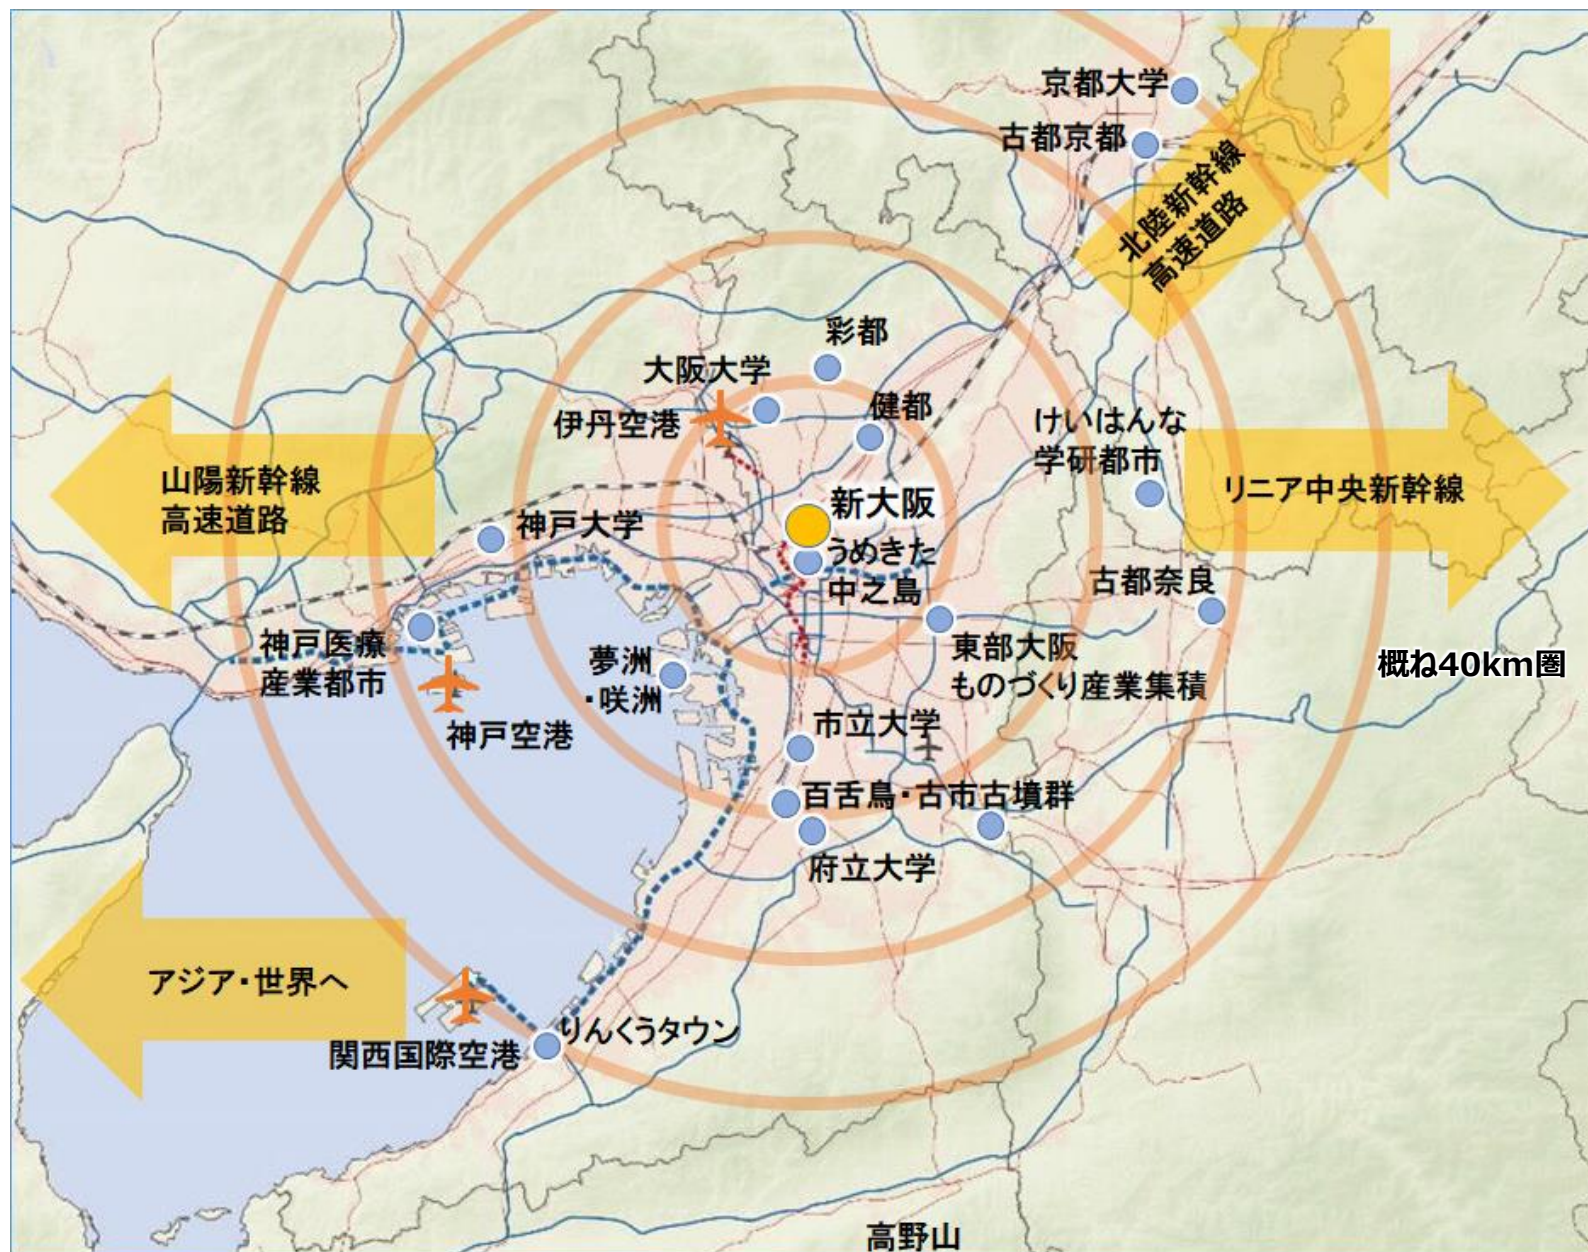 京都大学
古都京都
北陸新幹線
高速道路
彩都
大阪大学
伊丹空港
健都
けいはんな
学研都市
山陽新幹線
高速道路
リニア中央新幹線
新大阪
神戸大学
うめきた
中之島
古都奈良
神戸医療
産業都市
夢洲
・咲洲
東部大阪
ものづくり産業集積
概ね40km圏
神戸空港
市立大学
百舌鳥・古市古墳群
府立大学
アジア・世界へ
りんくうタウン
関西国際空港
高野山